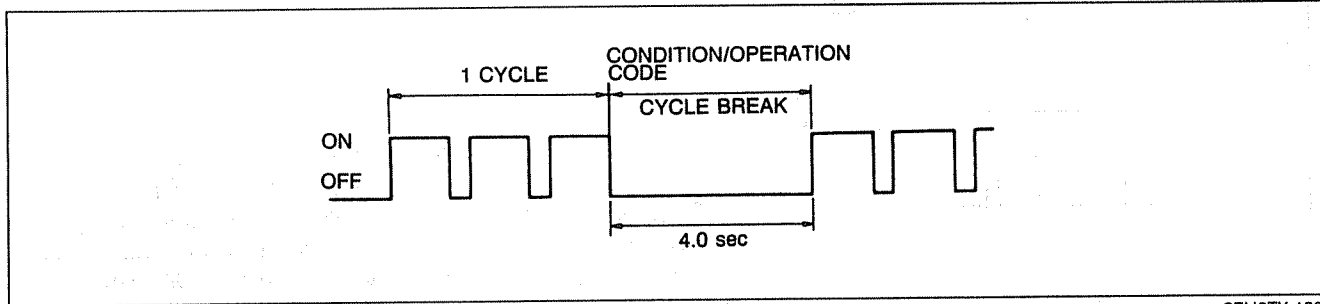 CONDITION/OPERATION
CODE
1 CYCLE
CYCLE BREAK
ON
OFF
4.0 sec